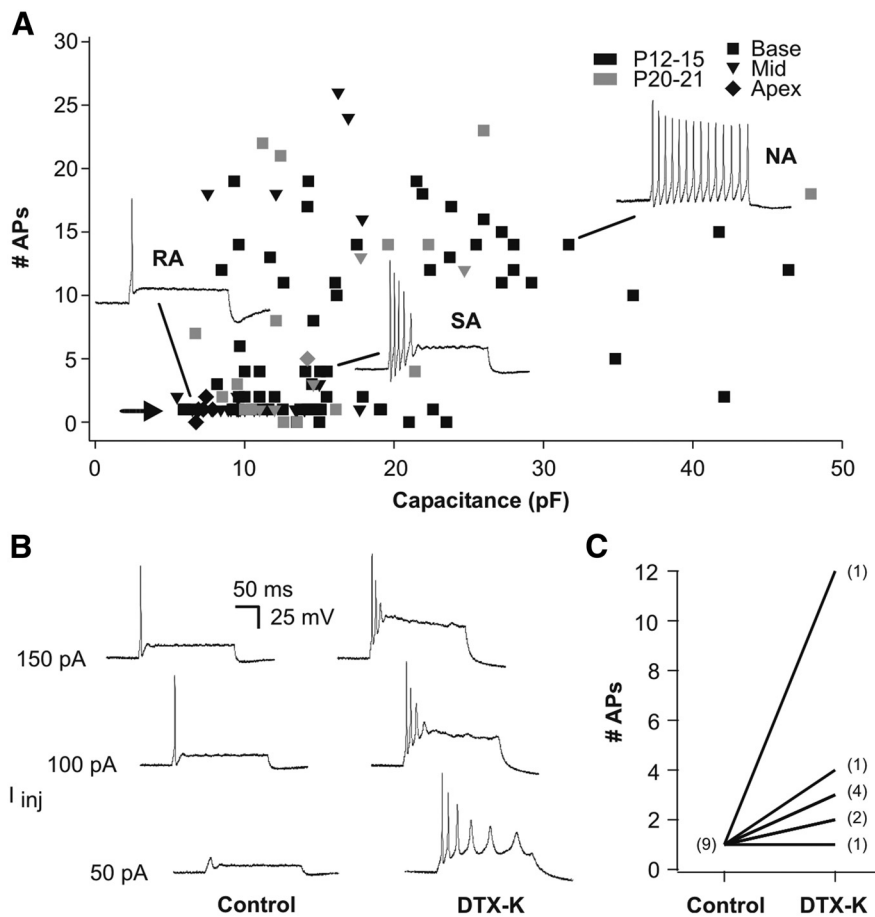 A
30
25
20
15
10
5
0
# APs
P12-15
P20-21
Base
Mid
Apex
RA
SA
NA
0 10 20 30 40 50
Capacitance (pF)
B
50 ms
25 mV
150 pA
100 pA
I inj
50 pA
Control DTX-K
C
12
10
8
6
4
2
0
# APs
(1)
(1)
(4)
(2)
(9) (1)
Control DTX-K